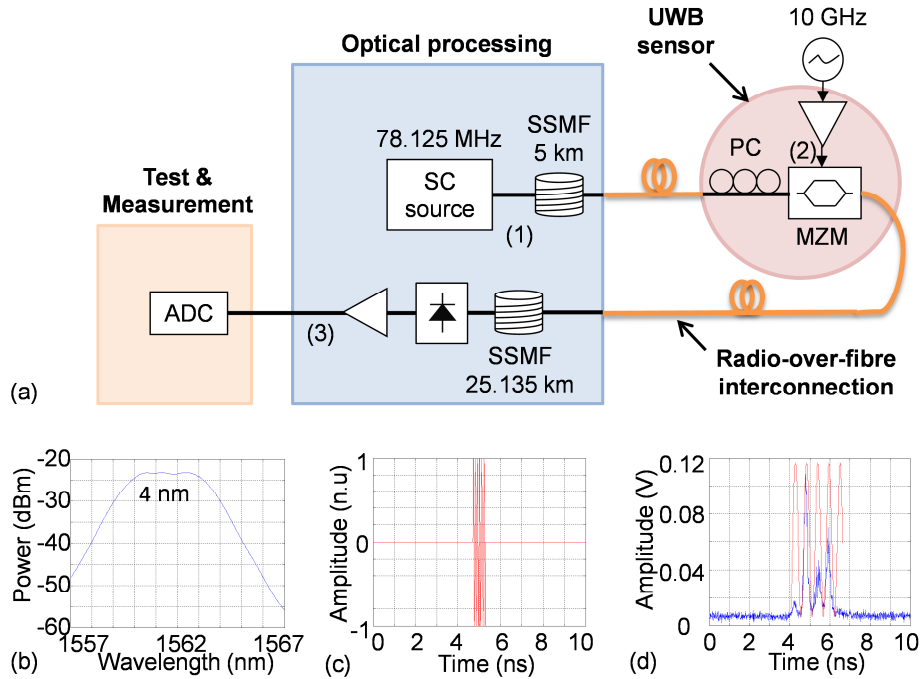 10 GHz
UWB
sensor
Optical processing
SSMF
5 km
78.125 MHz
SC
source
(1)
PC
(2)
MZM
Test &
Measurement
ADC
(3)
SSMF
25.135 km
Radio-over-fibre
interconnection
(a)
-20
-30
-40
-50
-60
Power (dBm)
4 nm
1557
1562
1567
Wavelength (nm)
(b)
1
0
-1
Amplitude (n.u)
0
2
4
6
8
10
Time (ns)
(c)
0.12
0.08
0.04
0
Amplitude (V)
0
2
4
6
8
10
Time (ns)
(d)